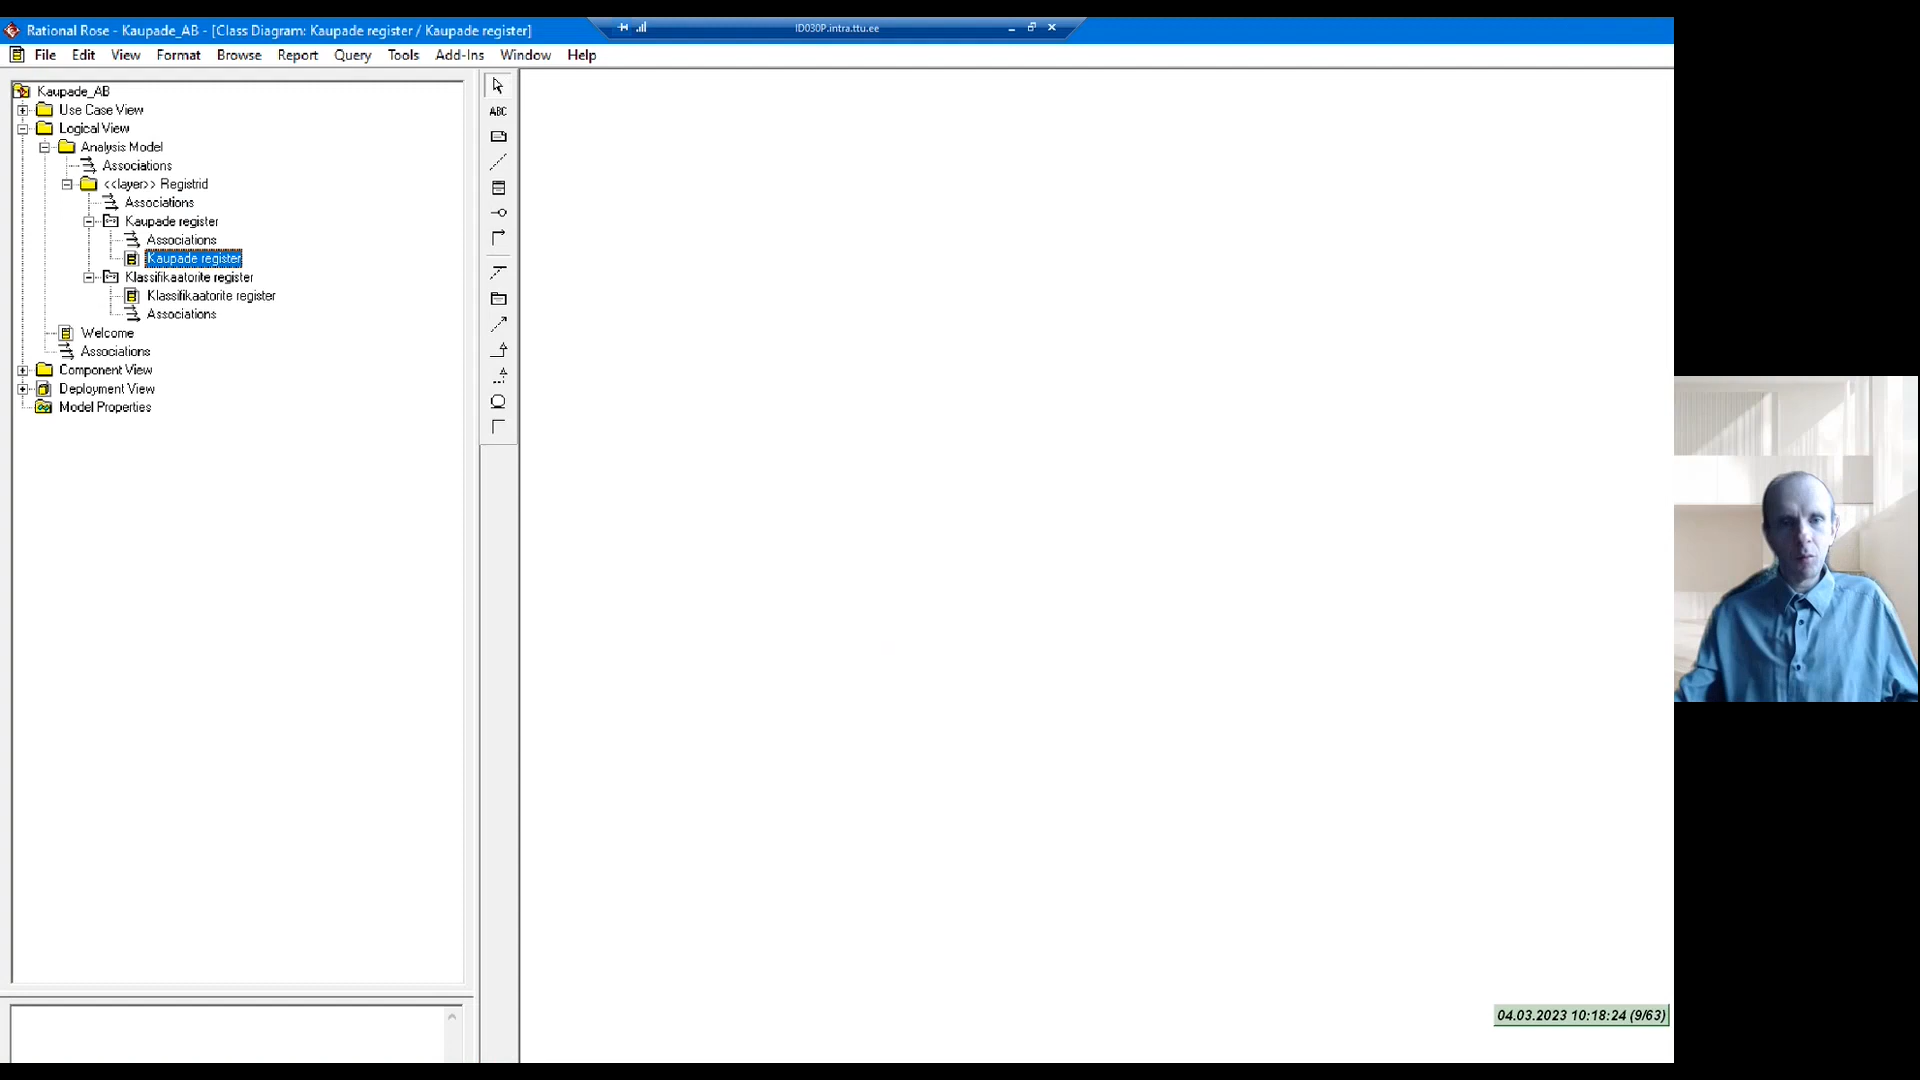 Rational Rose - Kaupade_AB - [Class Diagram: Kaupade register / Kaupade register]
ID030P.intra.ttu.ee
File Edit View Format Browse Report Query Tools Add-Ins Window Help
Kaupade_AB
Use Case View
Logical View
Analysis Model
Associations
<<layer>> Registrid
Associations
Kaupade register
Associations
Kaupade register
Klassifikaatorite register
Klassifikaatorite register
Associations
Welcome
Associations
Component View
Deployment View
Model Properties
ABC
04.03.2023 10:18:24 (9/63)